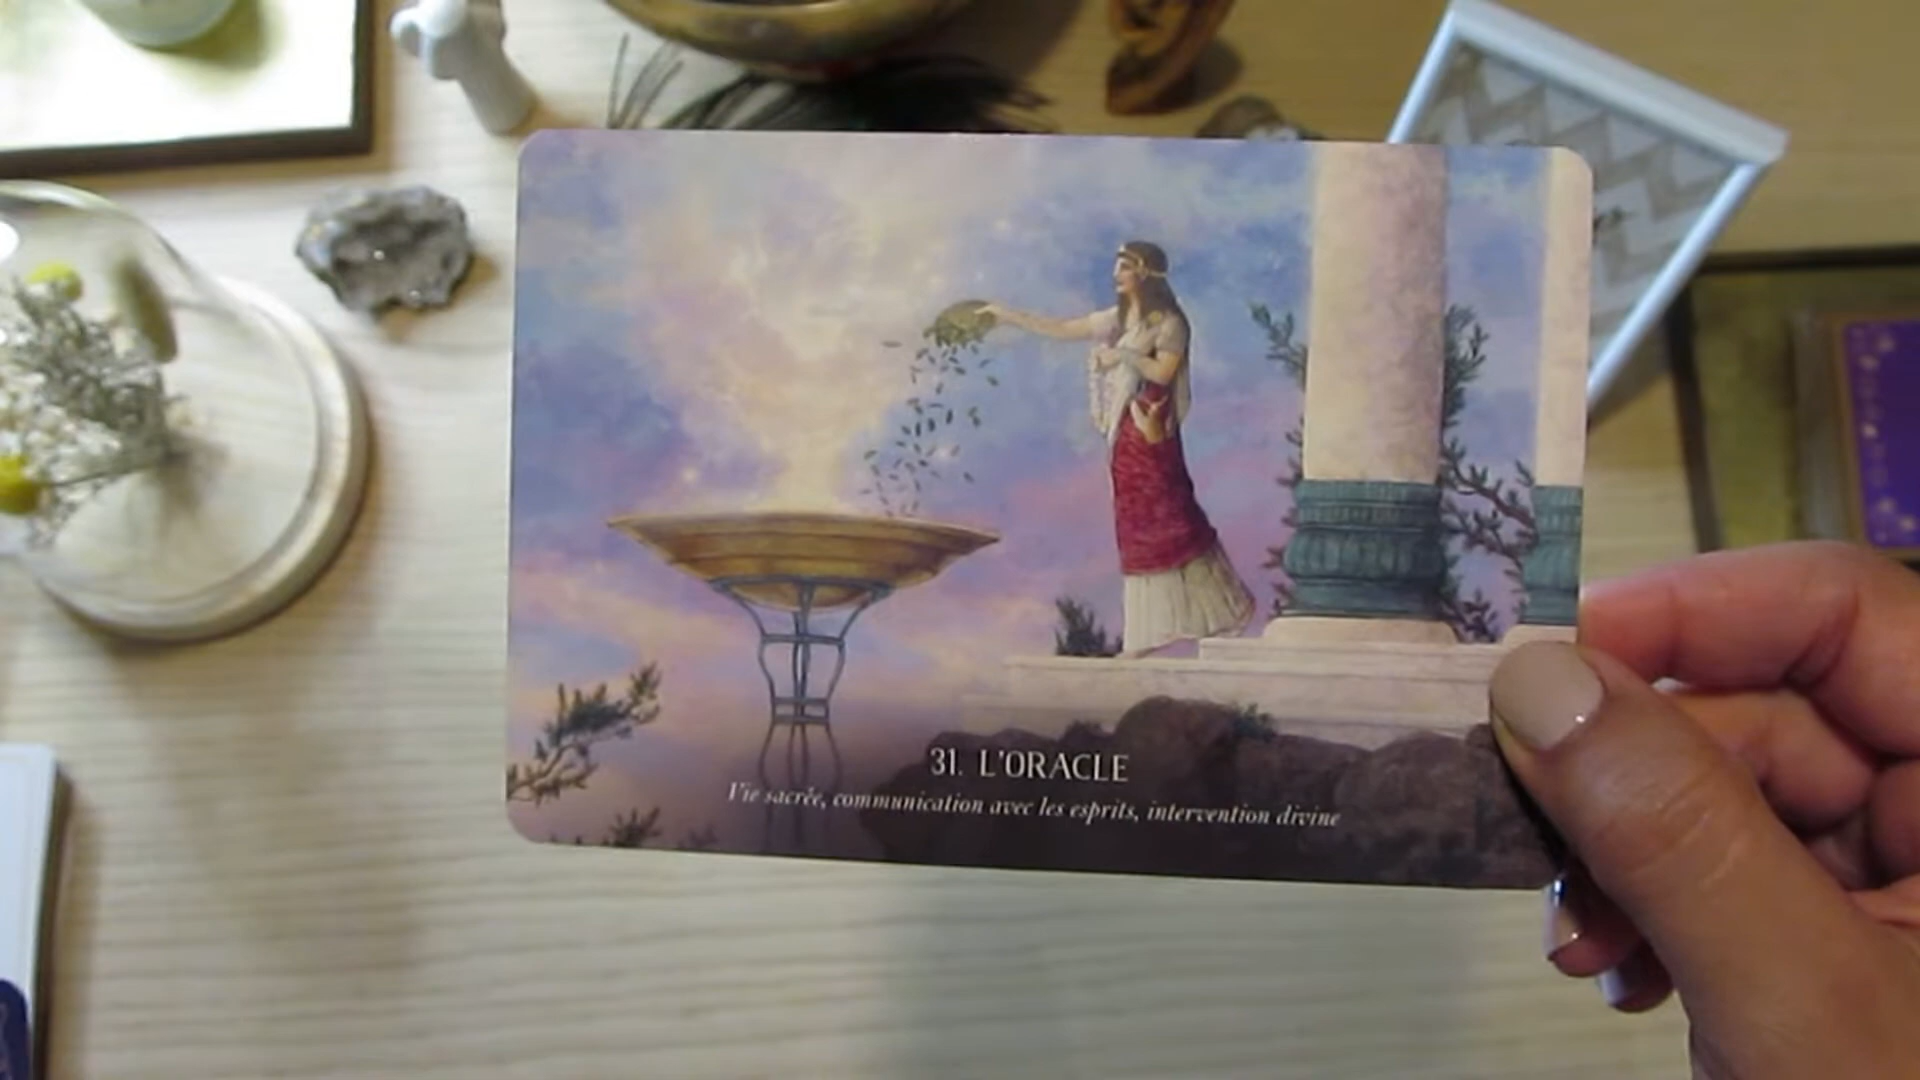 31. L'ORACLE
Vie sacrée, communication avec les esprits, intervention divine